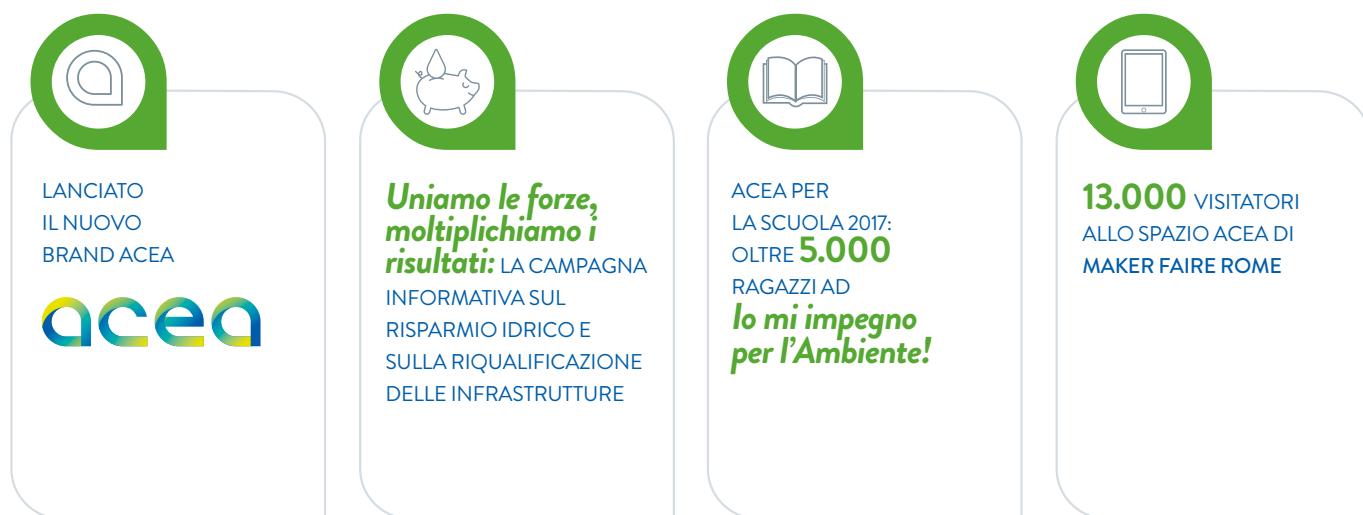 LANCIATO
IL NUOVO
BRAND ACEA
acea
Uniamo le forze,
moltiplichiamo i
risultati: LA CAMPAGNA
INFORMATIVA SUL
RISPARMIO IDRICO E
SULLA RIQUALIFICAZIONE
DELLE INFRASTRUTTURE
ACEA PER
LA SCUOLA 2017:
OLTRE 5.000
RAGAZZI AD
Io mi impegno
per l’Ambiente!
13.000 VISITATORI
ALLO SPAZIO ACEA DI
MAKER FAIRE ROME